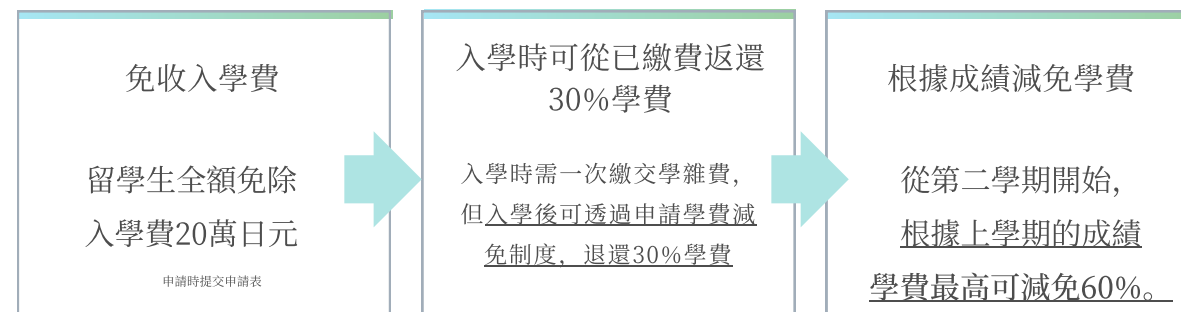 免收入學費
留學生全額免除
入學費20萬日元
申請時提交申請表
入學時可從已繳費返還
30%學費
入學時需一次繳交學雜費，
但入學後可透過申請學費減
免制度，退還30%學費
根據成績減免學費
從第二學期開始，
根據上學期的成績
學費最高可減免60%。